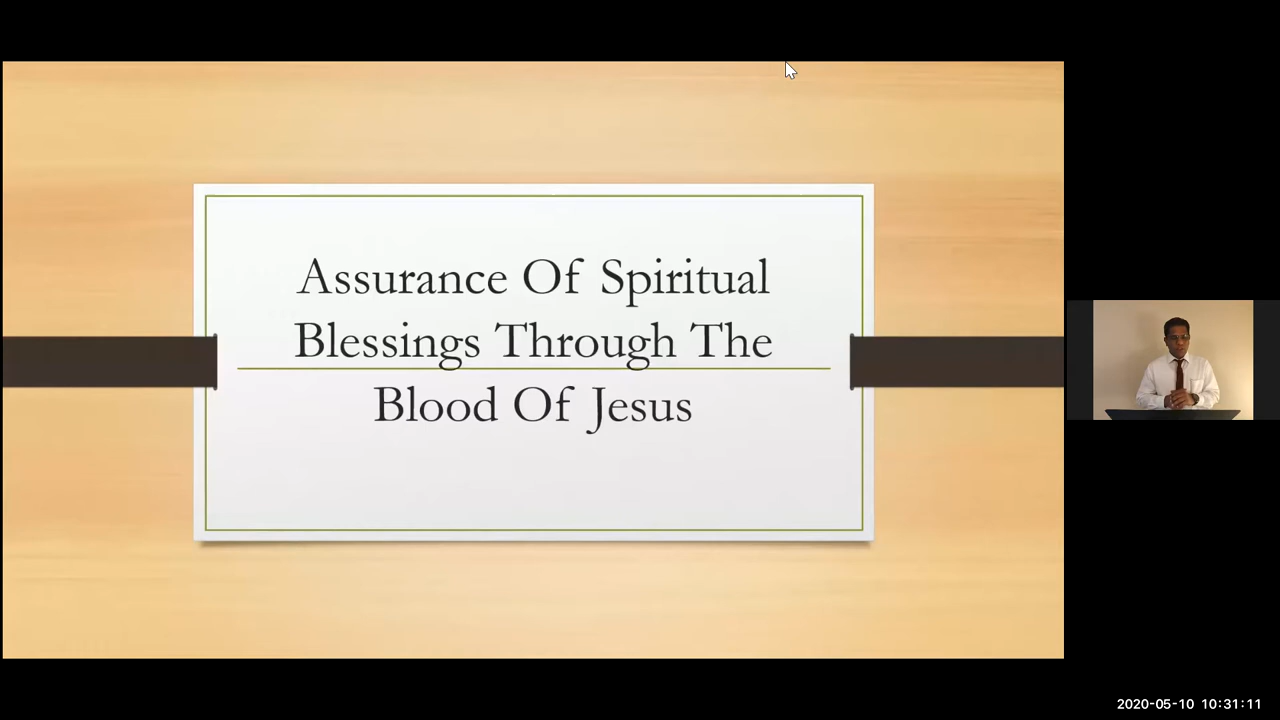 Assurance Of Spiritual
Blessings Through The
Blood Of Jesus
2020-05-10 10:31:11